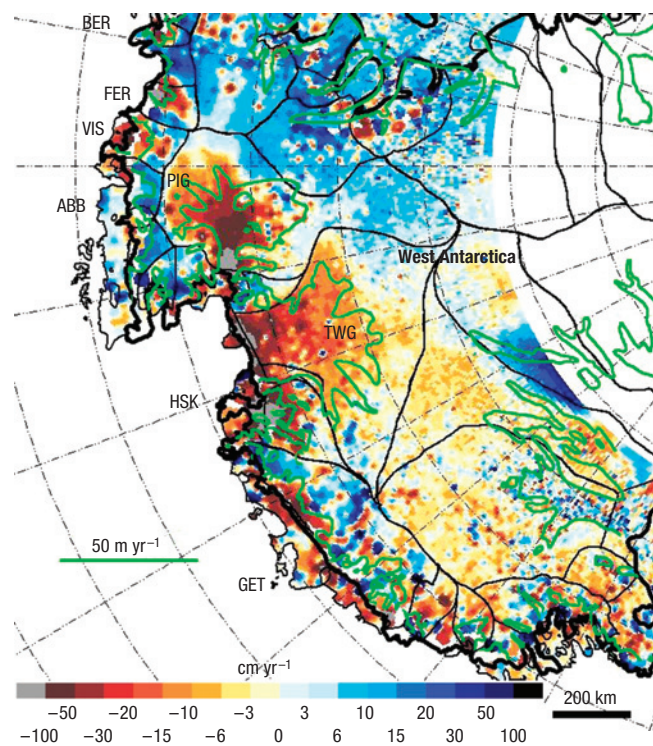 BER
FER
VIS
PIG
ABB
West Antarctica
TWG
HSK
50 m yr⁻¹
GET
cm yr⁻¹
−50 −20 −10 −3 3 10 20 50
−100 −30 −15 −6 0 6 15 30 100
200 km